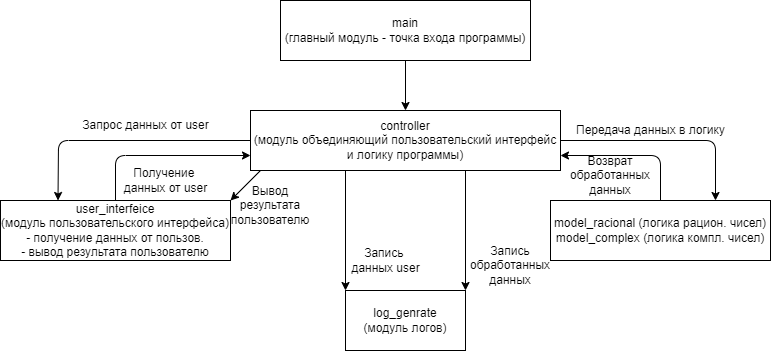 main
(главный модуль - точка входа программы)
controller
(модуль объединяющий пользовательский интерфейс
и логику программы)
Запрос данных от user
Передача данных в логику
Получение
данных от user
Возврат
обработанных
данных
Вывод
результата
пользователю
user_interfeice
(модуль пользовательского интерфейса)
- получение данных от пользов.
- вывод результата пользователю
model_racional (логика рацион. чисел)
model_complex (логика компл. чисел)
Запись
данных user
Запись
обработанных
данных
log_genrate
(модуль логов)